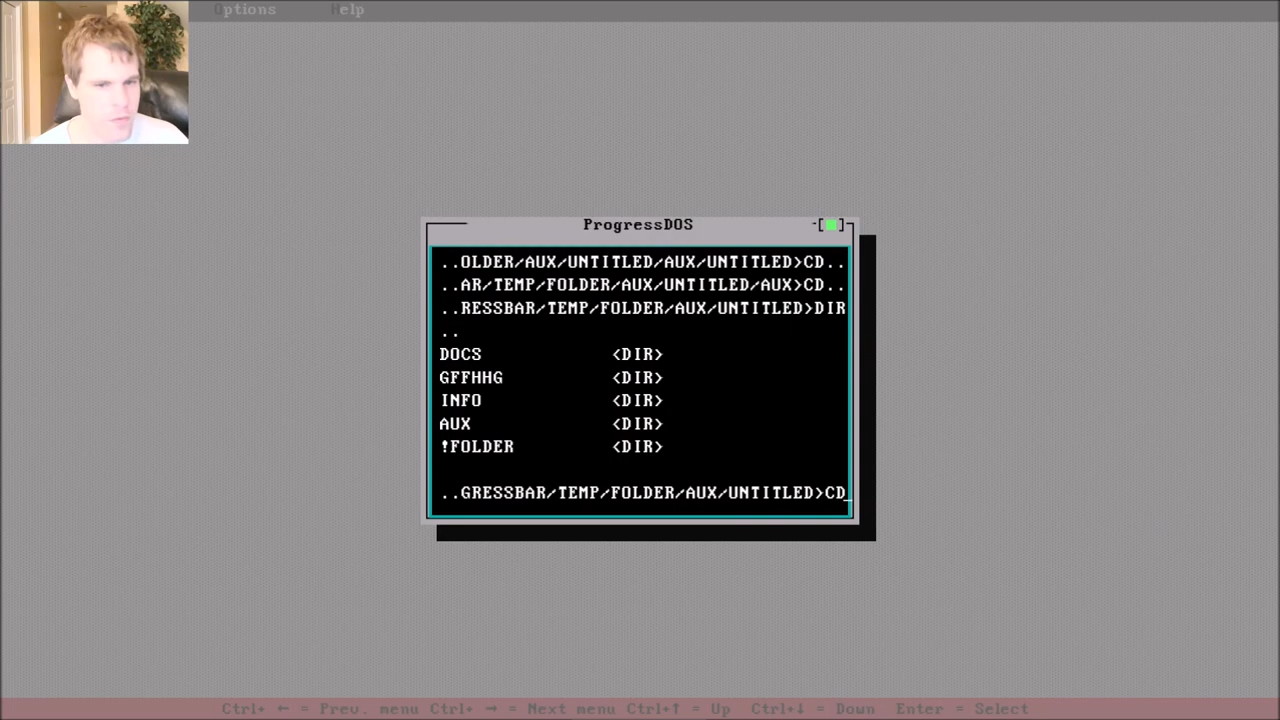 Options Help
ProgressDOS
-[■]
..OLDER/AUX/UNTITLED/AUX/UNTITLED>CD..
..AR/TEMP/FOLDER/AUX/UNTITLED/AUX>CD..
..RESSBAR/TEMP/FOLDER/AUX/UNTITLED>DIR
..
DOCS <DIR>
GFFHHG <DIR>
INFO <DIR>
AUX <DIR>
!FOLDER <DIR>
..GRESSBAR/TEMP/FOLDER/AUX/UNTITLED>CD_
Ctrl+ ← = Prev. menu Ctrl+ → = Next menu Ctrl+↑ = Up Ctrl+↓ = Down Enter = Select